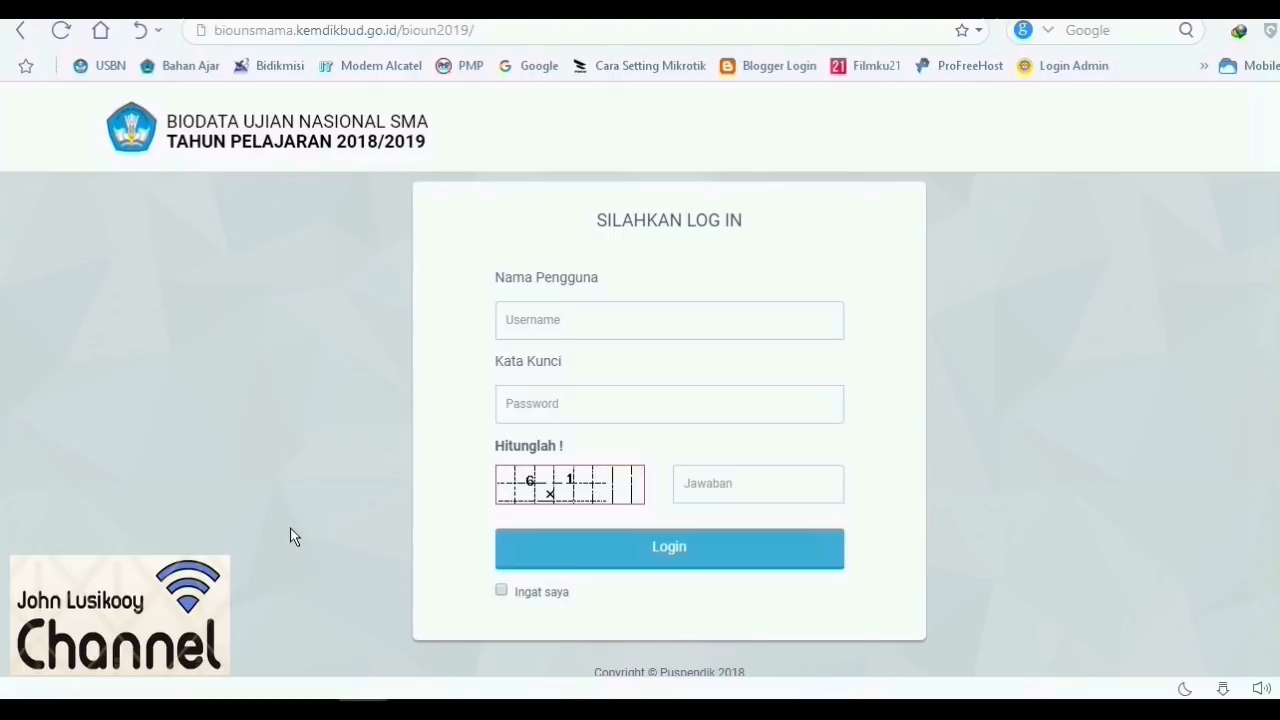 biounsmama.kemdikbud.go.id/bioun2019/
Google
USBN Bahan Ajar Bidikmisi Modem Alcatel PMP Google Cara Setting Mikrotik Blogger Login Filmku21 ProFreeHost Login Admin » Mobile
BIODATA UJIAN NASIONAL SMA
TAHUN PELAJARAN 2018/2019
SILAHKAN LOG IN
Nama Pengguna
Username
Kata Kunci
Password
Hitunglah !
6 x 1
Jawaban
Login
Ingat saya
John Lusikooy
Channel
Copyright © Puspendik 2018